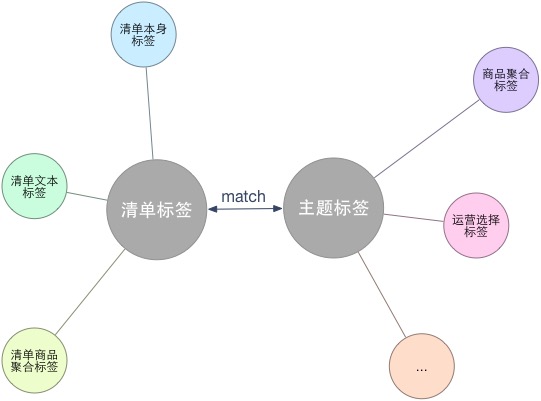 清单本身
标签
商品聚合
标签
清单文本
标签
清单标签
match
主题标签
运营选择
标签
清单商品
聚合标签
...